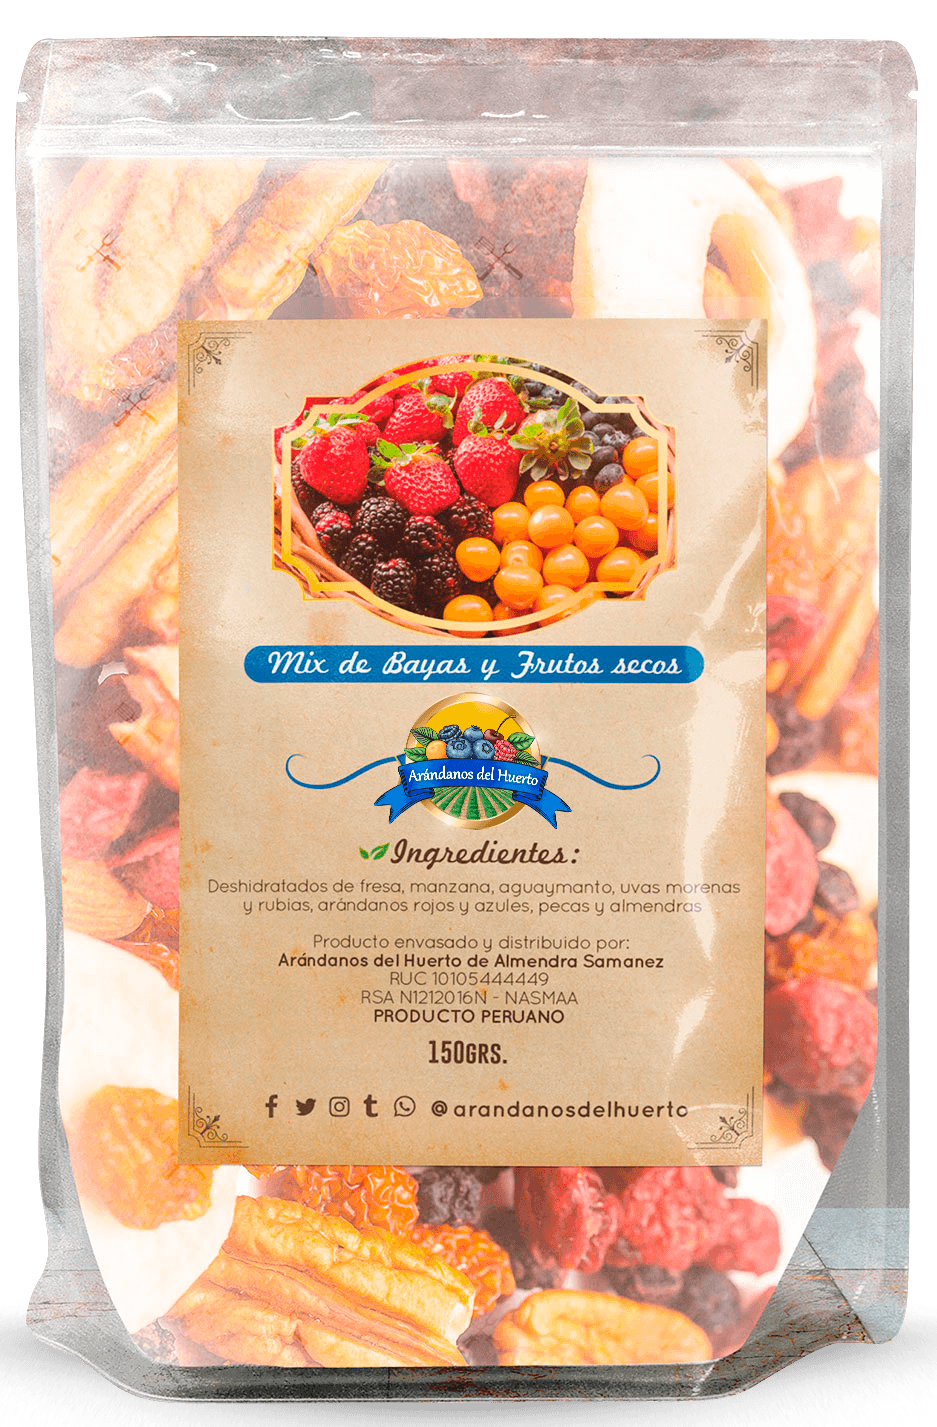 Mix de Bayas y Frutos secos
Arándanos del Huerto
Ingredientes:
Deshidratados de fresa, manzana, aguaymanto, uvas morenas
y rubias, arándanos rojos y azules, pecas y almendras
Producto envasado y distribuido por:
Arándanos del Huerto de Almendra Samanez
RUC 10105444449
RSA N1212016N - NASMAA
PRODUCTO PERUANO
150GRS.
@arandanosdelhuerto